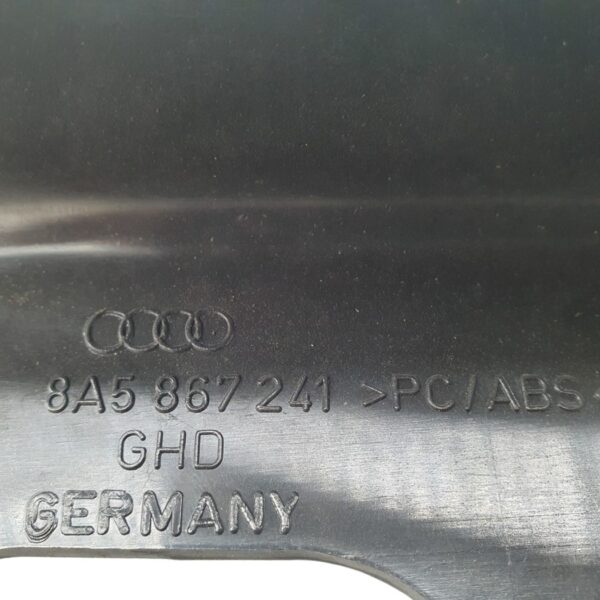 8A5 867 241 >PC/ABS<
GHD
GERMANY